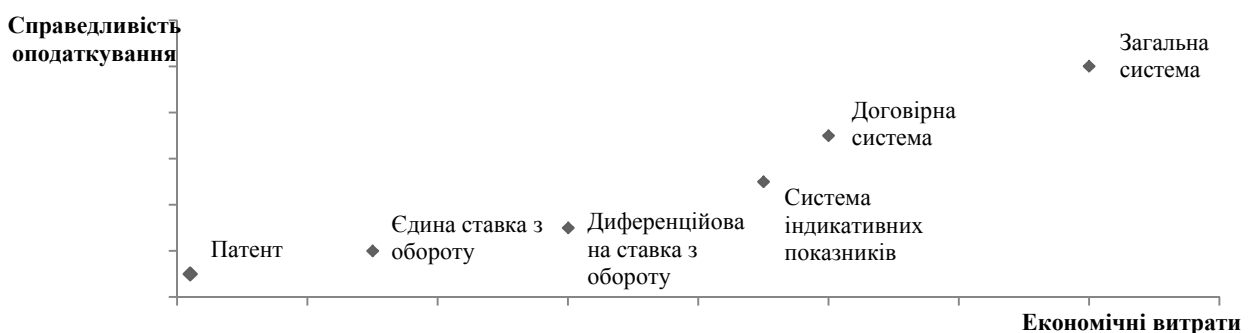 Справедливість
оподаткування
Загальна
система
Договірна
система
Система
індикативних
показників
Диференційова
на ставка з
обороту
Єдина ставка з
обороту
Патент
Економічні витрати